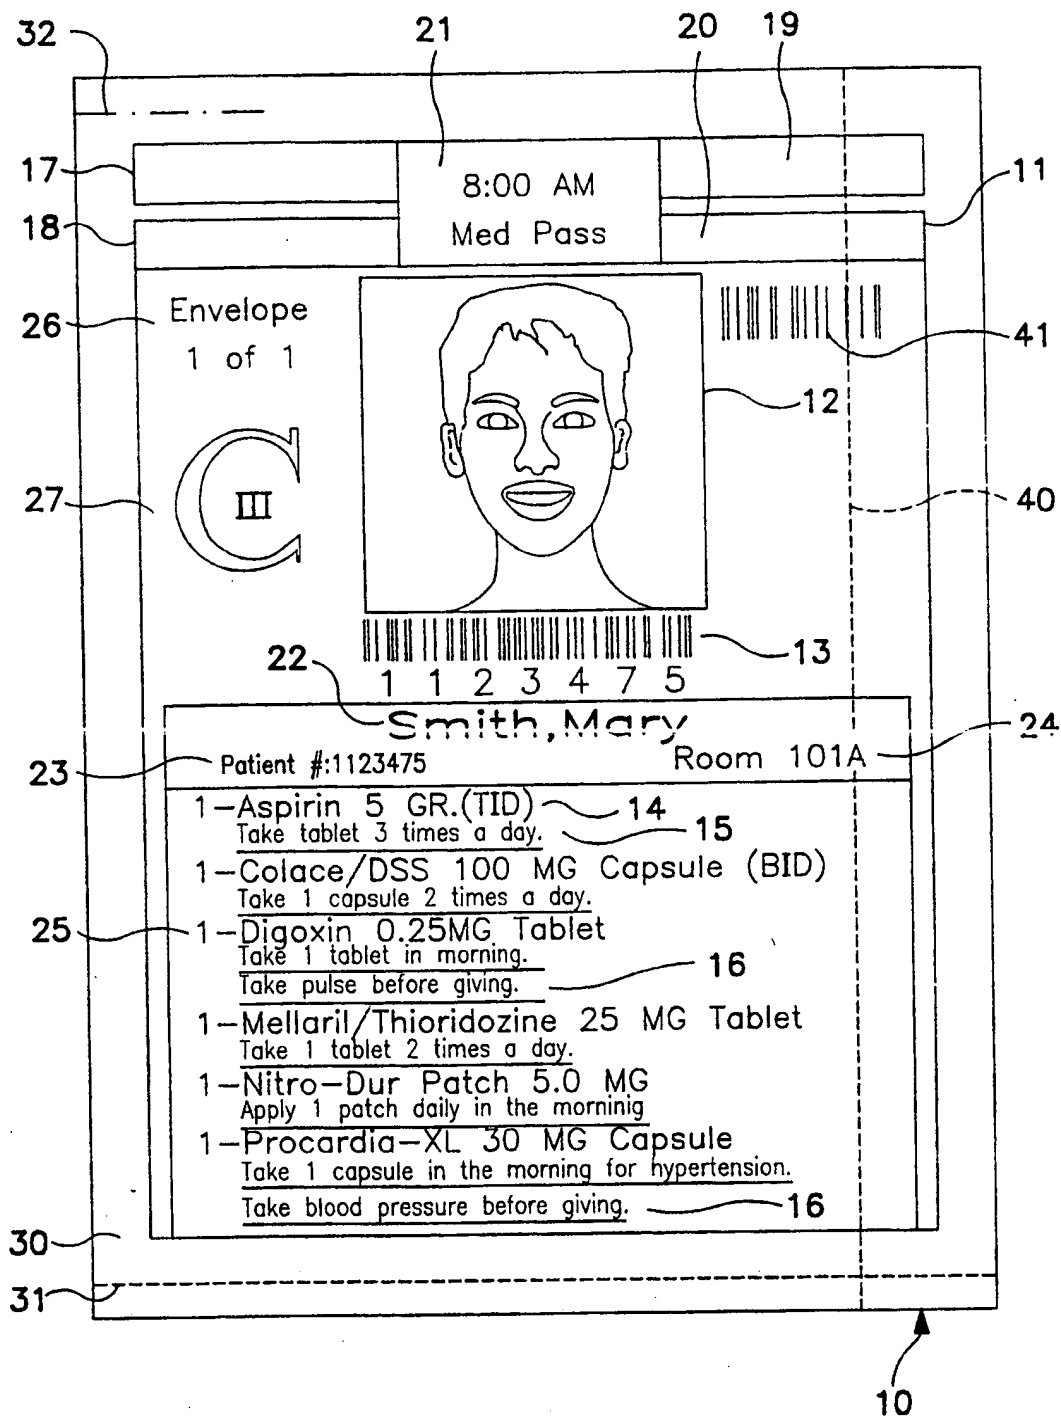 32
21
20
19
17
8:00 AM
11
18
Med Pass
26
Envelope
1 of 1
41
12
C
III
27
40
13
22
1 1 2 3 4 7 5
Smith, Mary
24
23
Patient #:1123475
Room 101A
1-Aspirin 5 GR.(TID)
14
Take tablet 3 times a day.
15
1-Colace/DSS 100 MG Capsule (BID)
Take 1 capsule 2 times a day.
25
1-Digoxin 0.25MG Tablet
Take 1 tablet in morning.
16
Take pulse before giving.
1-Mellaril/Thioridozine 25 MG Tablet
Take 1 tablet 2 times a day.
1-Nitro-Dur Patch 5.0 MG
Apply 1 patch daily in the morninig
1-Procardia-XL 30 MG Capsule
Take 1 capsule in the morning for hypertension.
Take blood pressure before giving.
16
30
31
10